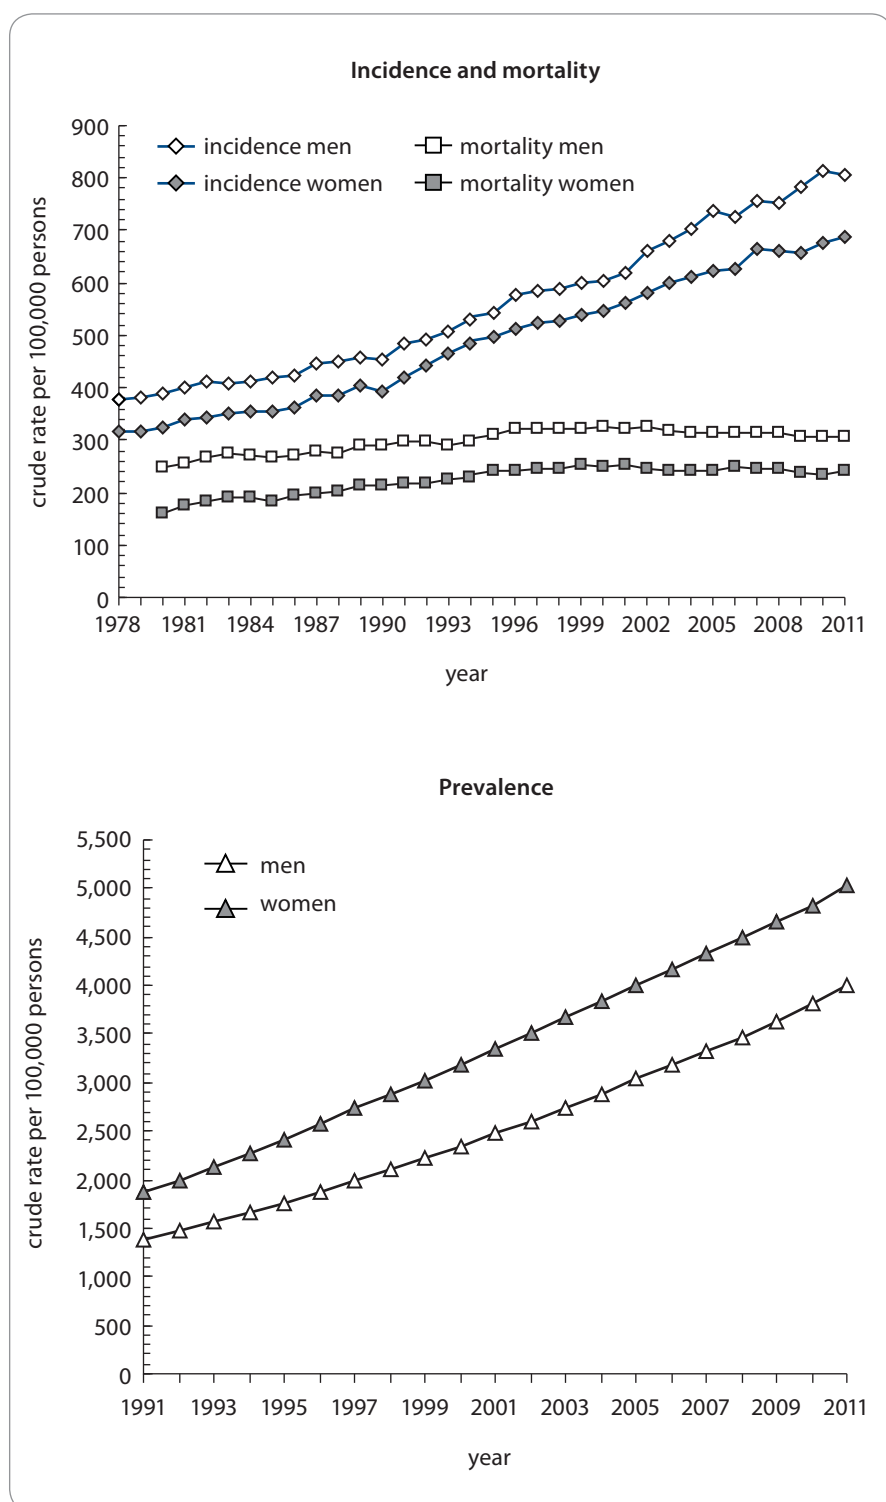 Incidence and mortality
900
800
700
600
500
400
300
200
100
0
incidence men
mortality men
incidence women
mortality women
crude rate per 100,000 persons
1978 1981 1984 1987 1990 1993 1996 1999 2002 2005 2008 2011
year
Prevalence
5,500
5,000
4,500
4,000
3,500
3,000
2,500
2,000
1,500
1,000
500
0
men
women
crude rate per 100,000 persons
1991 1993 1995 1997 1999 2001 2003 2005 2007 2009 2011
year